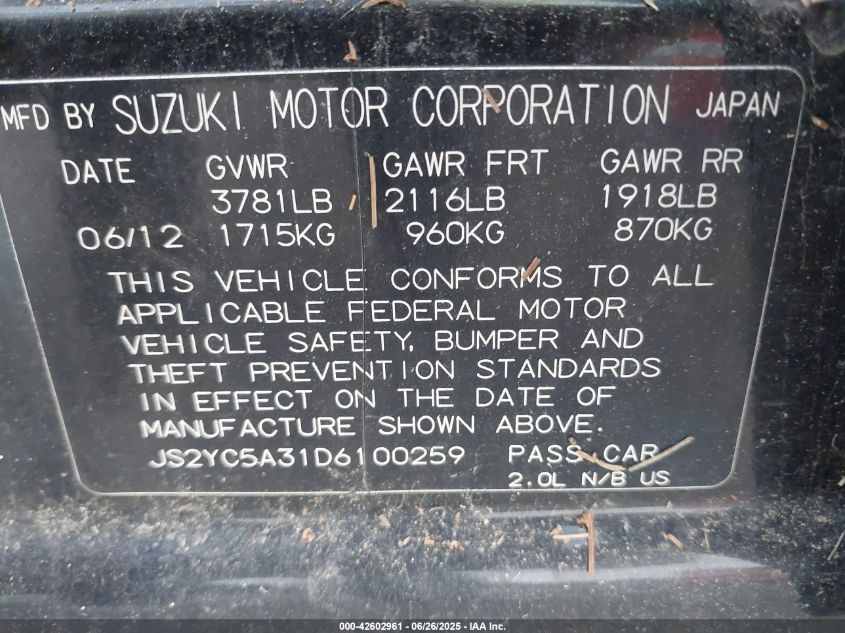 MFD BY SUZUKI MOTOR CORPORATION JAPAN
DATE GVWR GAWR FRT GAWR RR
3781LB 2116LB 1918LB
06/12 1715KG 960KG 870KG
THIS VEHICLE CONFORMS TO ALL
APPLICABLE FEDERAL MOTOR
VEHICLE SAFETY, BUMPER AND
THEFT PREVENTION STANDARDS
IN EFFECT ON THE DATE OF
MANUFACTURE SHOWN ABOVE.
JS2YC5A31D6100259 PASS.CAR
2.0L N/B US
000-42602961 - 06/26/2025 - IAA Inc.